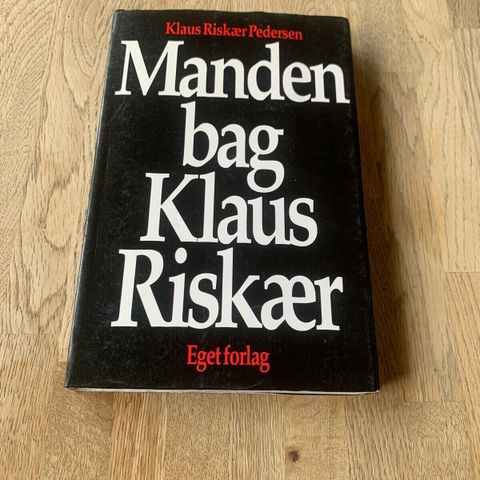 Klaus Riskær Pedersen
Manden
bag
Klaus
Riskær
Eget forlag